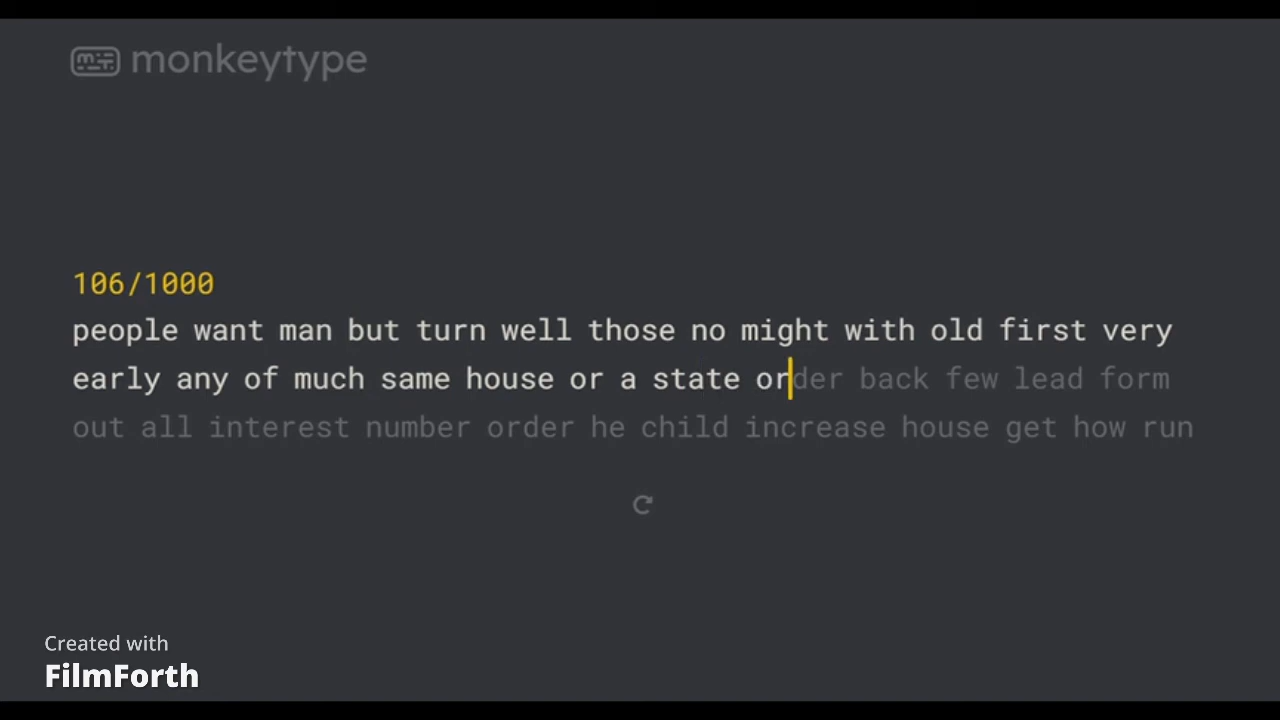 monkeytype
106/1000
people want man but turn well those no might with old first very
early any of much same house or a state order back few lead form
out all interest number order he child increase house get how run
Created with
FilmForth